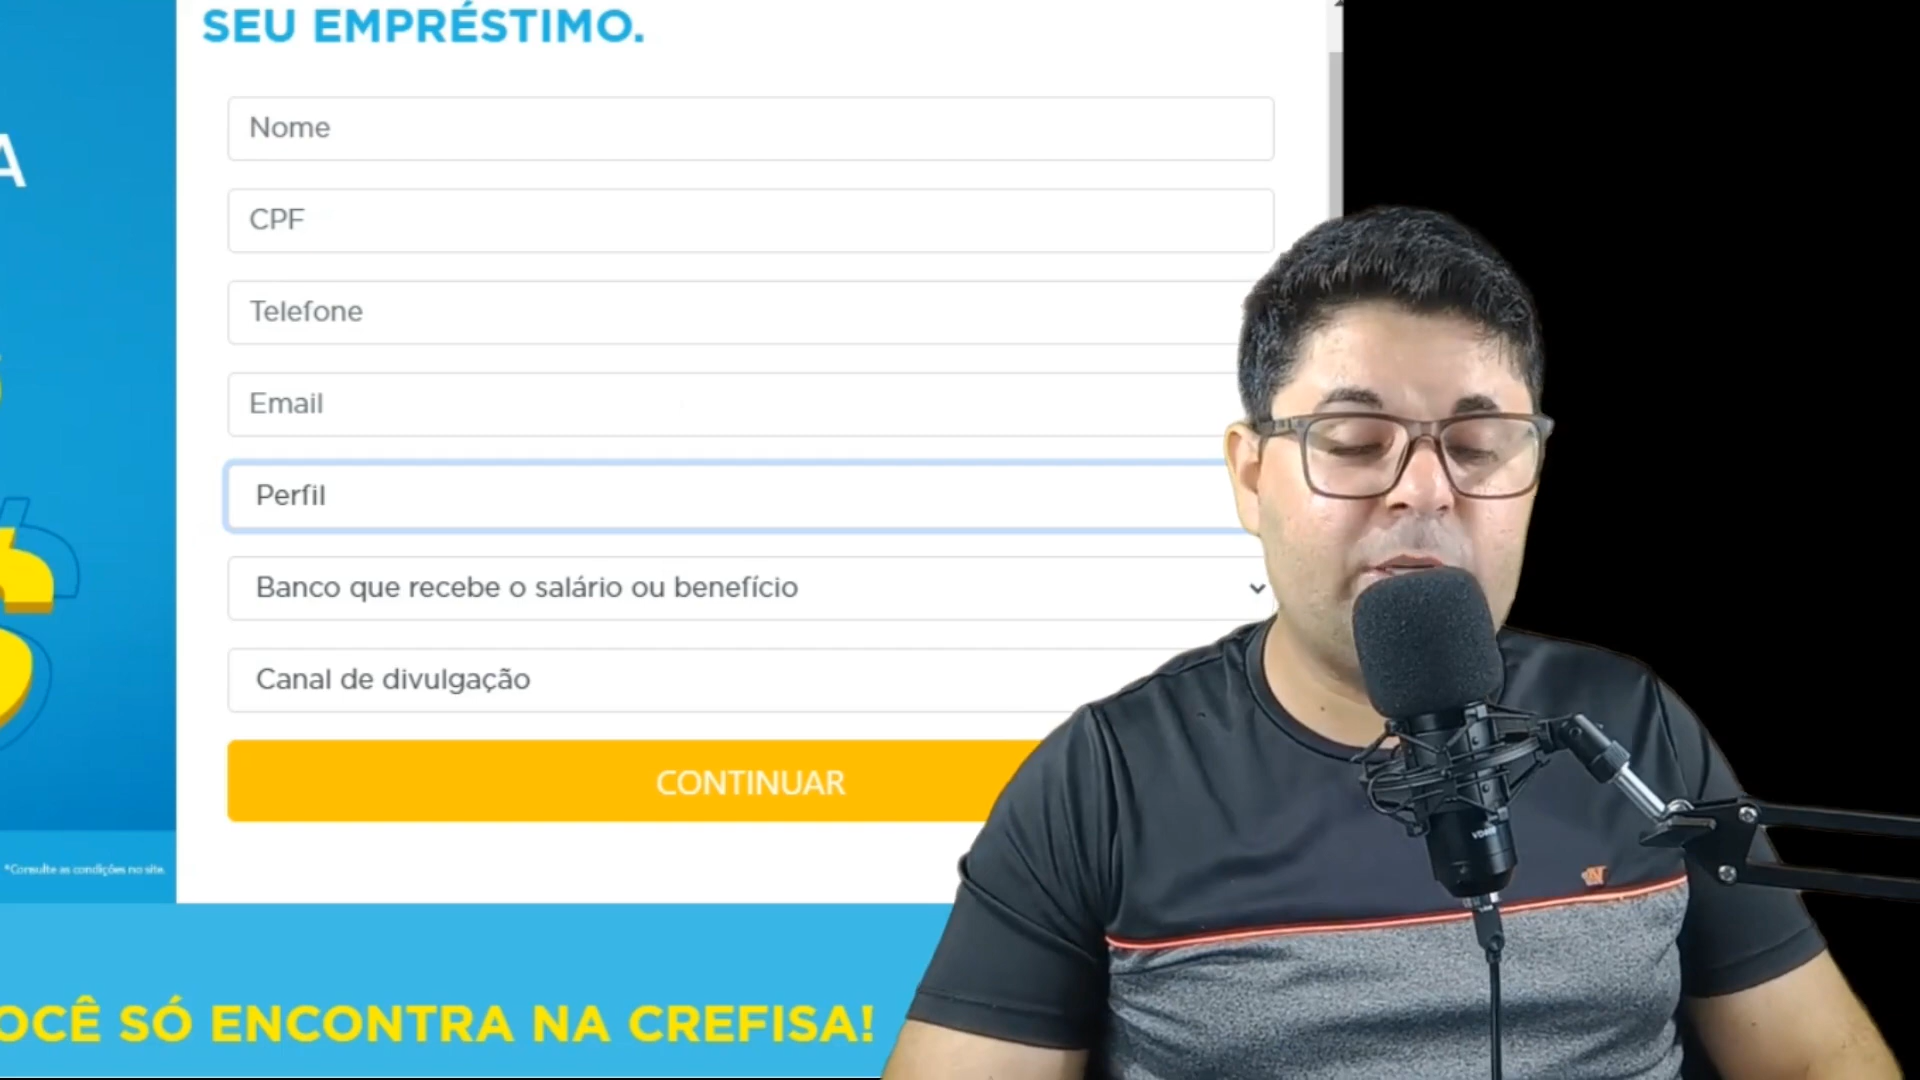 SEU EMPRÉSTIMO.
A
Nome
CPF
Telefone
Email
Perfil
Banco que recebe o salário ou benefício
Canal de divulgação
CONTINUAR
*Consulte as condições no site.
OCÊ SÓ ENCONTRA NA CREFISA!